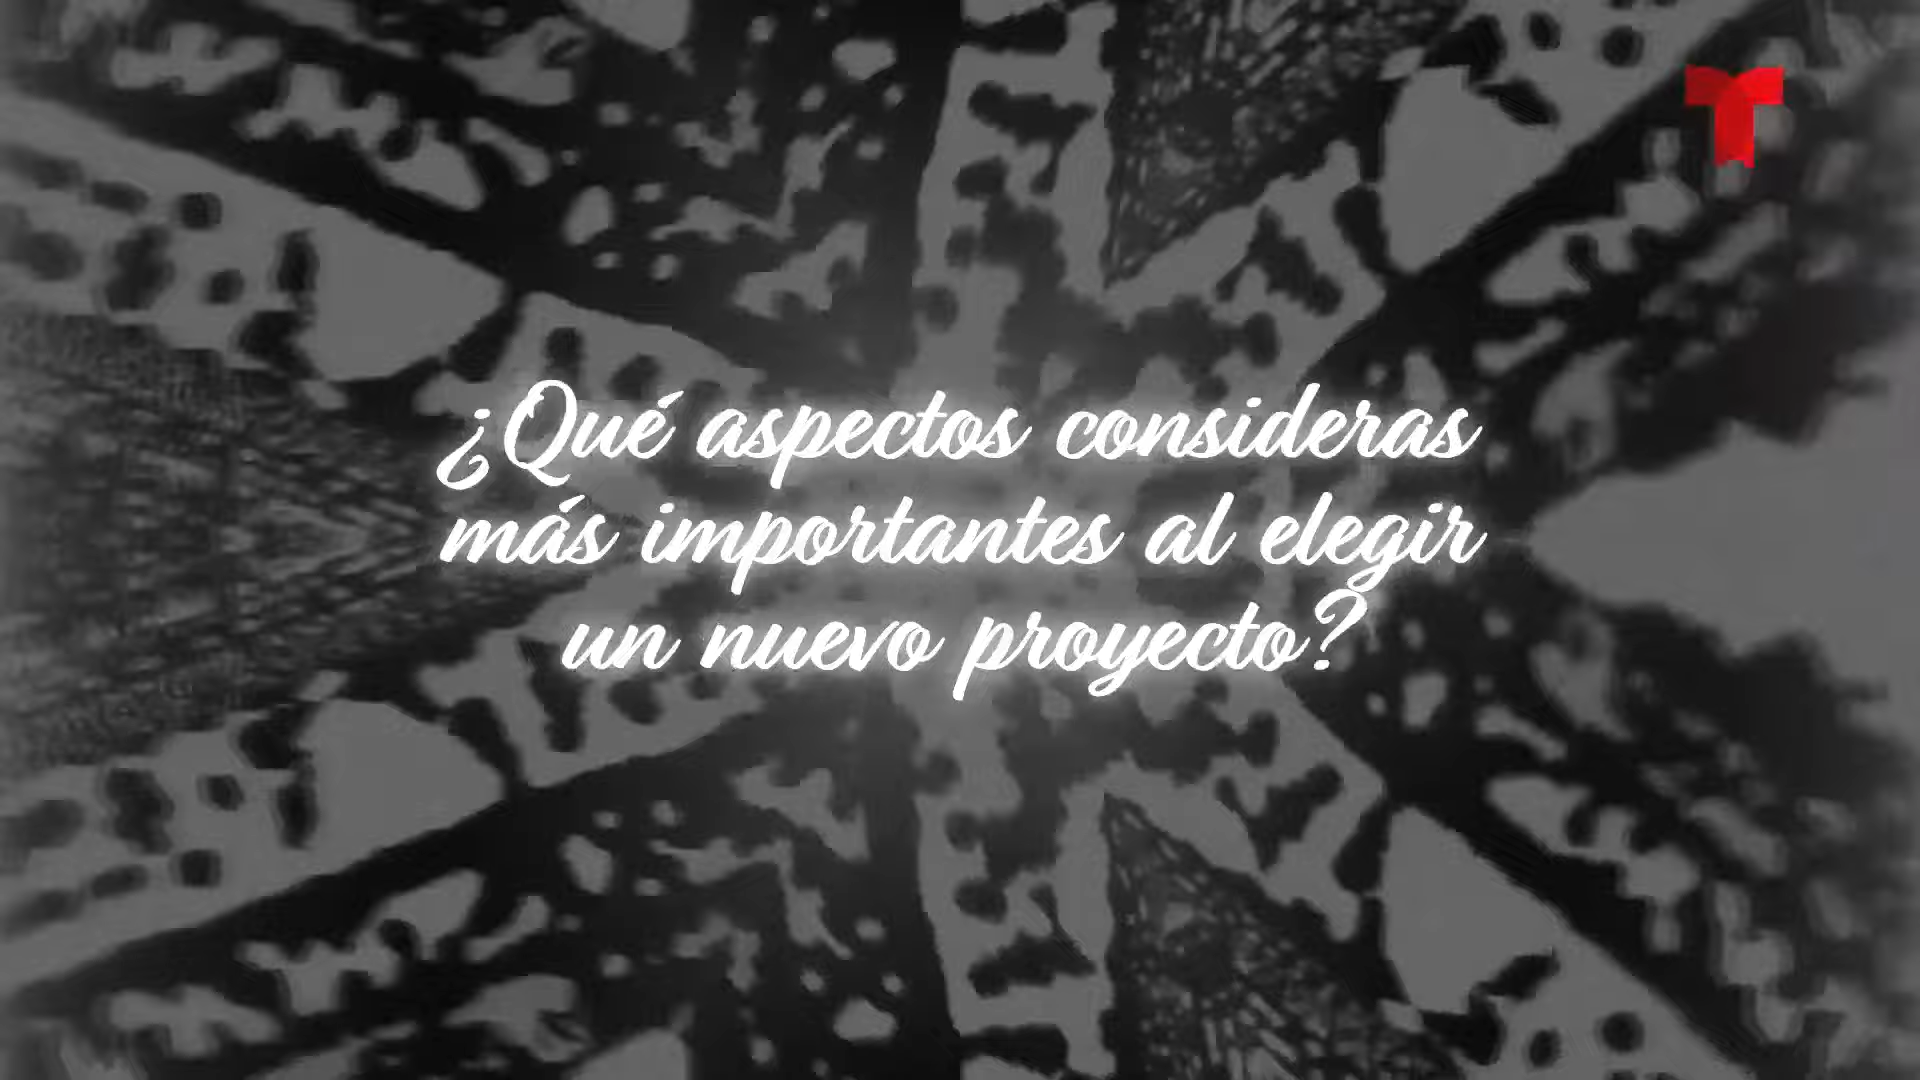 ¿Qué aspectos consideras
más importantes al elegir
un nuevo proyecto?